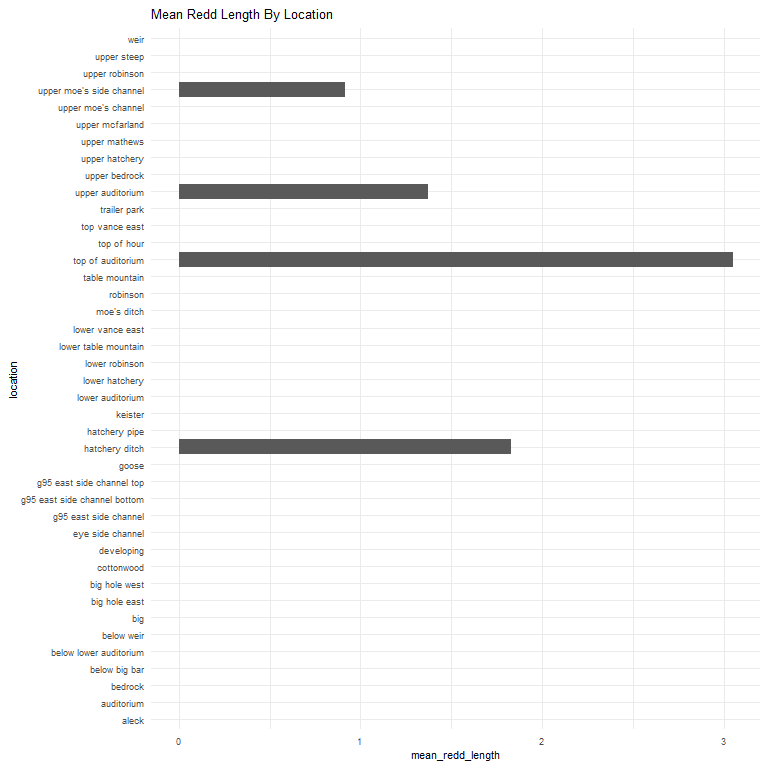 Mean Redd Length By Location
weir
upper steep
upper robinson
upper moe's side channel
upper moe's channel
upper mcfarland
upper mathews
upper hatchery
upper bedrock
upper auditorium
trailer park
top vance east
top of hour
top of auditorium
table mountain
robinson
moe's ditch
lower vance east
lower table mountain
lower robinson
lower hatchery
lower auditorium
keister
hatchery pipe
hatchery ditch
goose
g95 east side channel top
g95 east side channel bottom
g95 east side channel
eye side channel
developing
cottonwood
big hole west
big hole east
big
below weir
below lower auditorium
below big bar
bedrock
auditorium
aleck
location
0 1 2 3
mean_redd_length